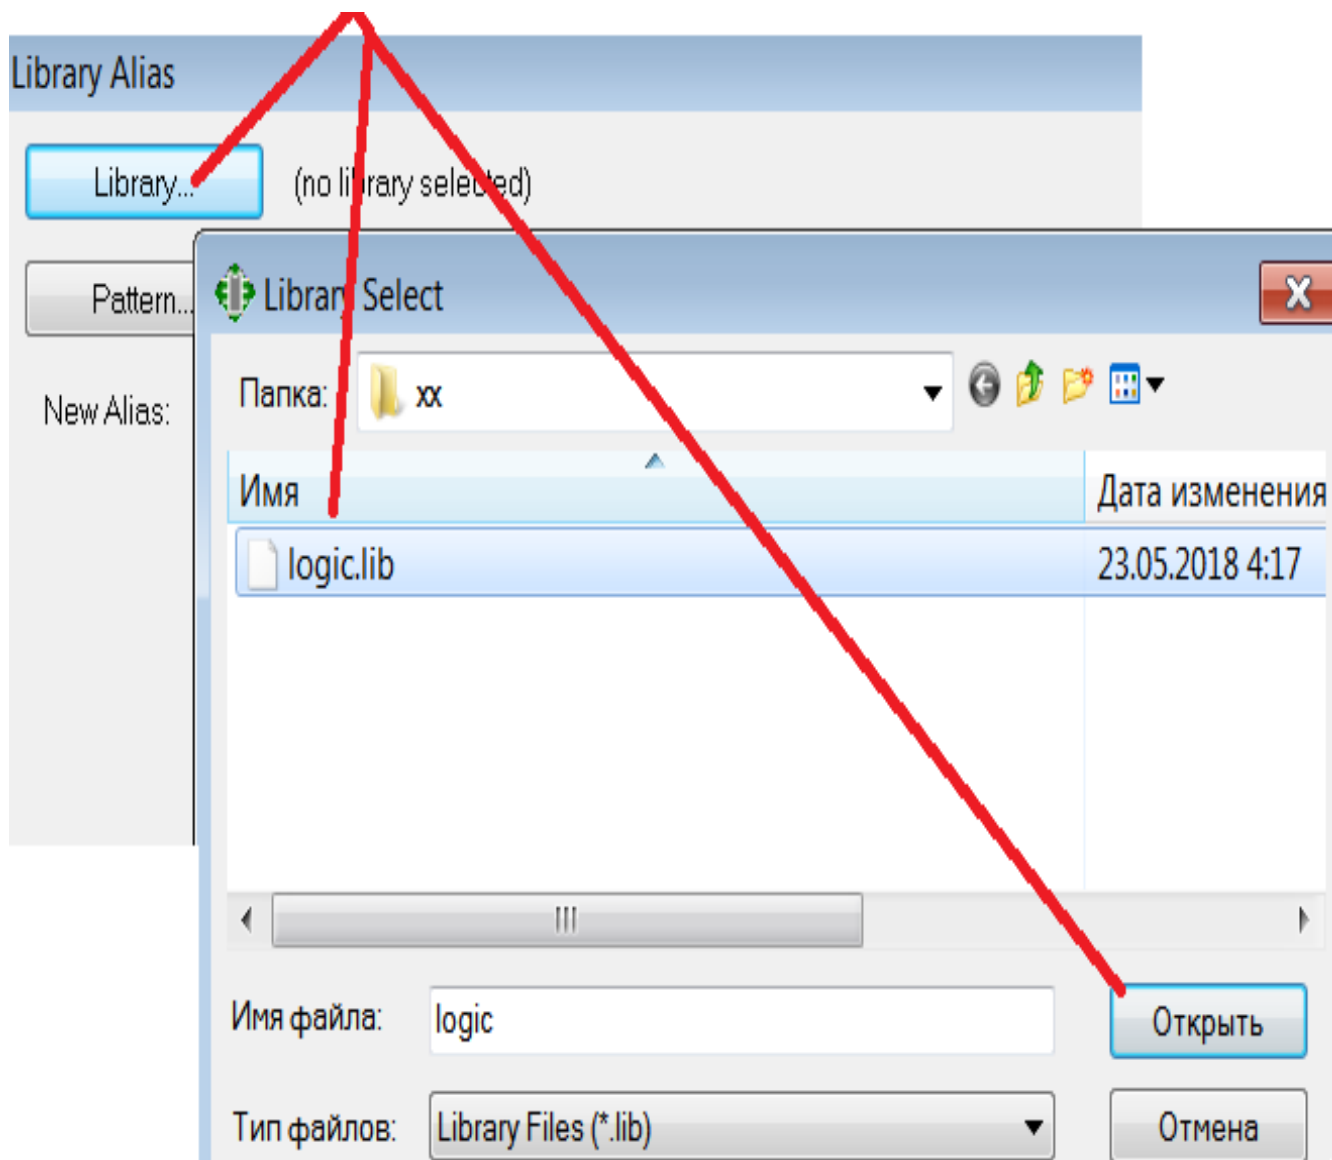 Library Alias
Library... (no library selected)
Pattern...
Library Select
Папка: xx
New Alias:
Имя Дата изменения
logic.lib 23.05.2018 4:17
Имя файла: logic Открыть
Тип файлов: Library Files (*.lib) Отмена